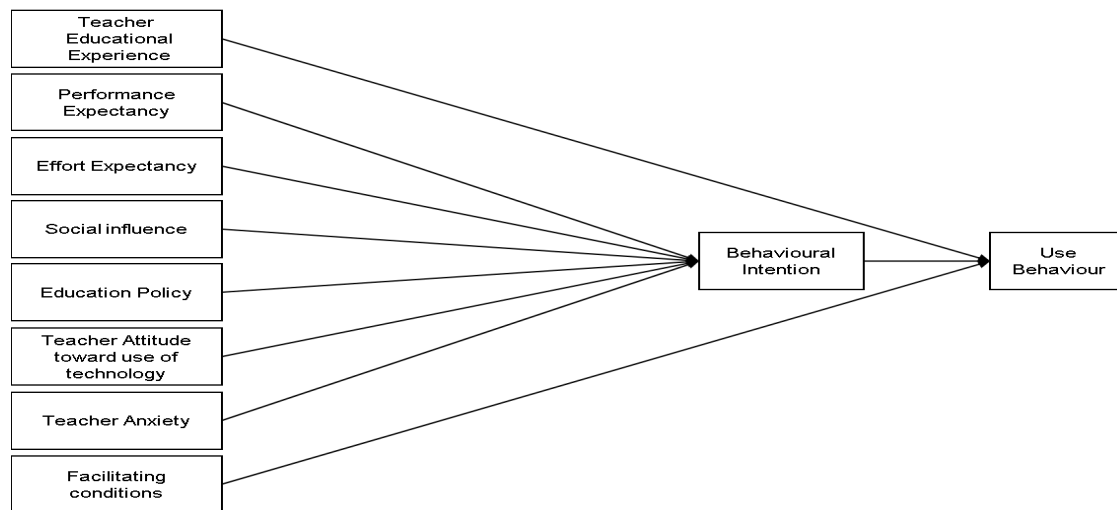 Teacher
Educational
Experience
Performance
Expectancy
Effort Expectancy
Social influence
Education Policy
Teacher Attitude
toward use of
technology
Teacher Anxiety
Facilitating
conditions
Behavioural
Intention
Use
Behaviour